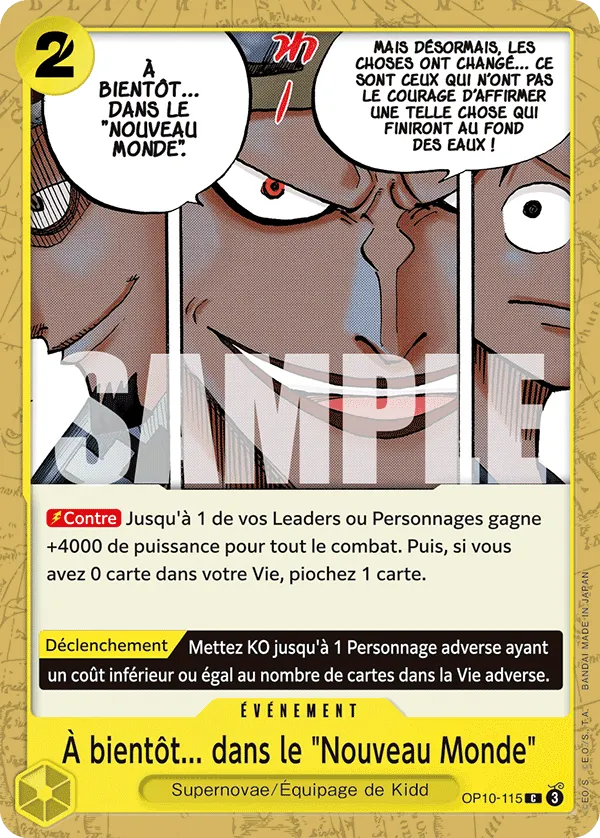 2
À
BIENTÔT...
DANS LE
"NOUVEAU
MONDE".
MAIS DÉSORMAIS, LES
CHOSES ONT CHANGÉ... CE
SONT CEUX QUI N'ONT PAS
LE COURAGE D'AFFIRMER
UNE TELLE CHOSE QUI
FINIRONT AU FOND
DES EAUX !
SAMPLE
Contre Jusqu'à 1 de vos Leaders ou Personnages gagne
+4000 de puissance pour tout le combat. Puis, si vous
avez 0 carte dans votre Vie, piochez 1 carte.
Déclenchement Mettez KO jusqu'à 1 Personnage adverse ayant
un coût inférieur ou égal au nombre de cartes dans la Vie adverse.
ÉVÉNEMENT
À bientôt... dans le "Nouveau Monde"
Supernovae/Équipage de Kidd
OP10-115 C 3
BANDAI MADE IN JAPAN